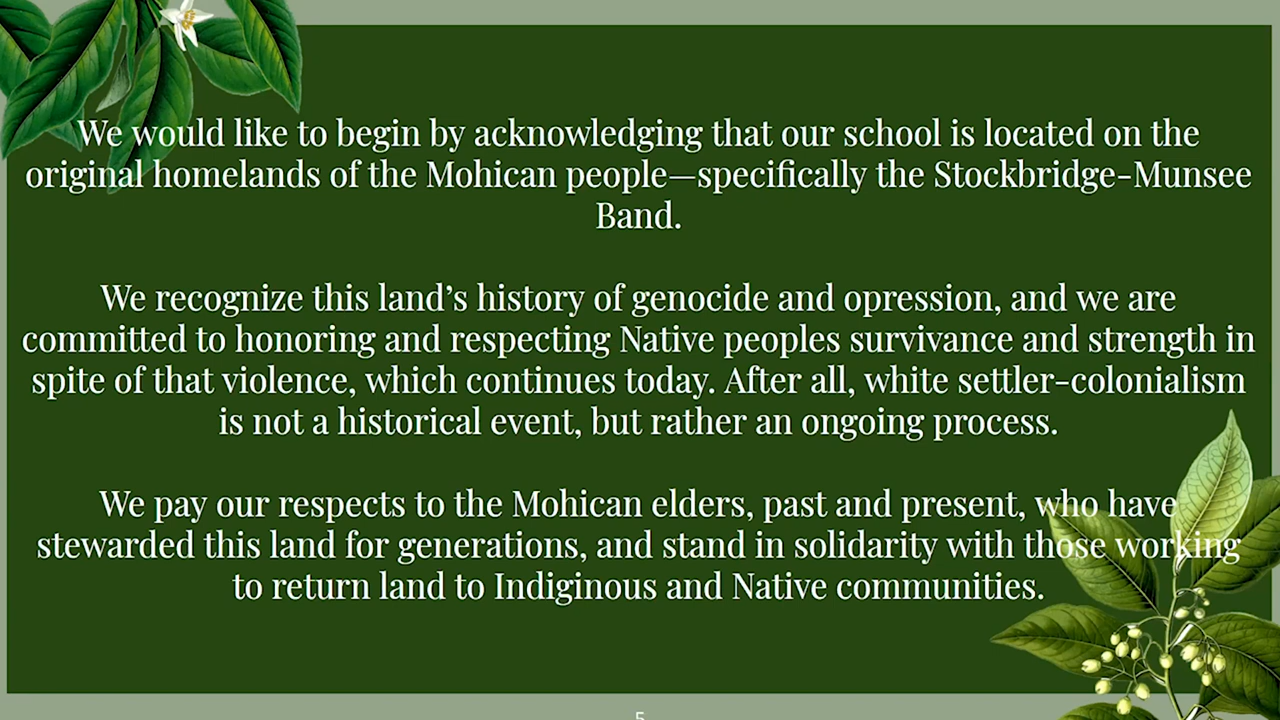 We would like to begin by acknowledging that our school is located on the
original homelands of the Mohican people—specifically the Stockbridge-Munsee
Band.
We recognize this land’s history of genocide and opression, and we are
committed to honoring and respecting Native peoples survivance and strength in
spite of that violence, which continues today. After all, white settler-colonialism
is not a historical event, but rather an ongoing process.
We pay our respects to the Mohican elders, past and present, who have
stewarded this land for generations, and stand in solidarity with those working
to return land to Indiginous and Native communities.
5